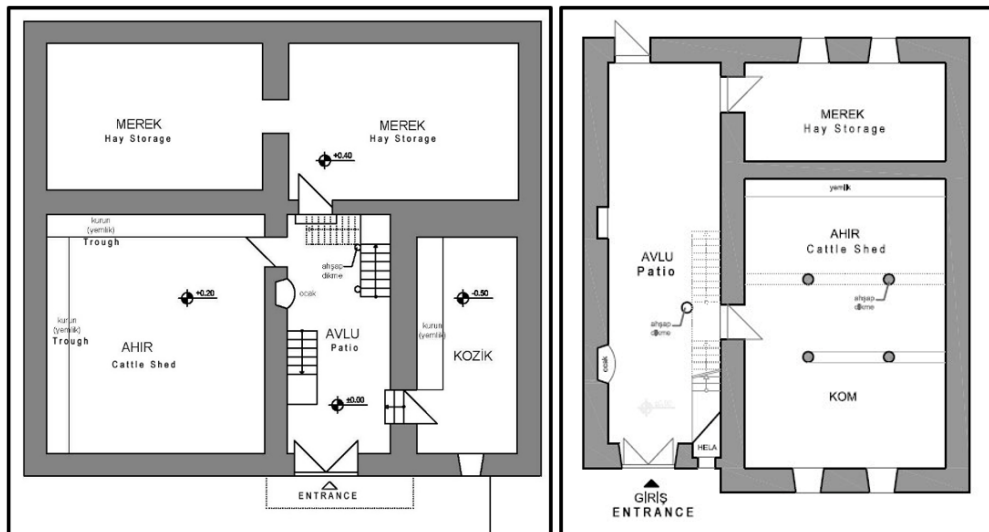 MEREK
Hay Storage
MEREK
Hay Storage
+0.40
kurun
(yemlik)
Trough
ahşap
dikme
+0.20
ocak
-0.50
kurun
(yemlik)
Trough
kurun
(yemlik)
AHIR
Cattle Shed
AVLU
Patio
KOZİK
±0.00
ENTRANCE
MEREK
Hay Storage
yemlik
AHIR
Cattle Shed
AVLU
Patio
ahşap
dikme
ahşap
dikme
ocak
KOM
HELA
GİRİŞ
ENTRANCE